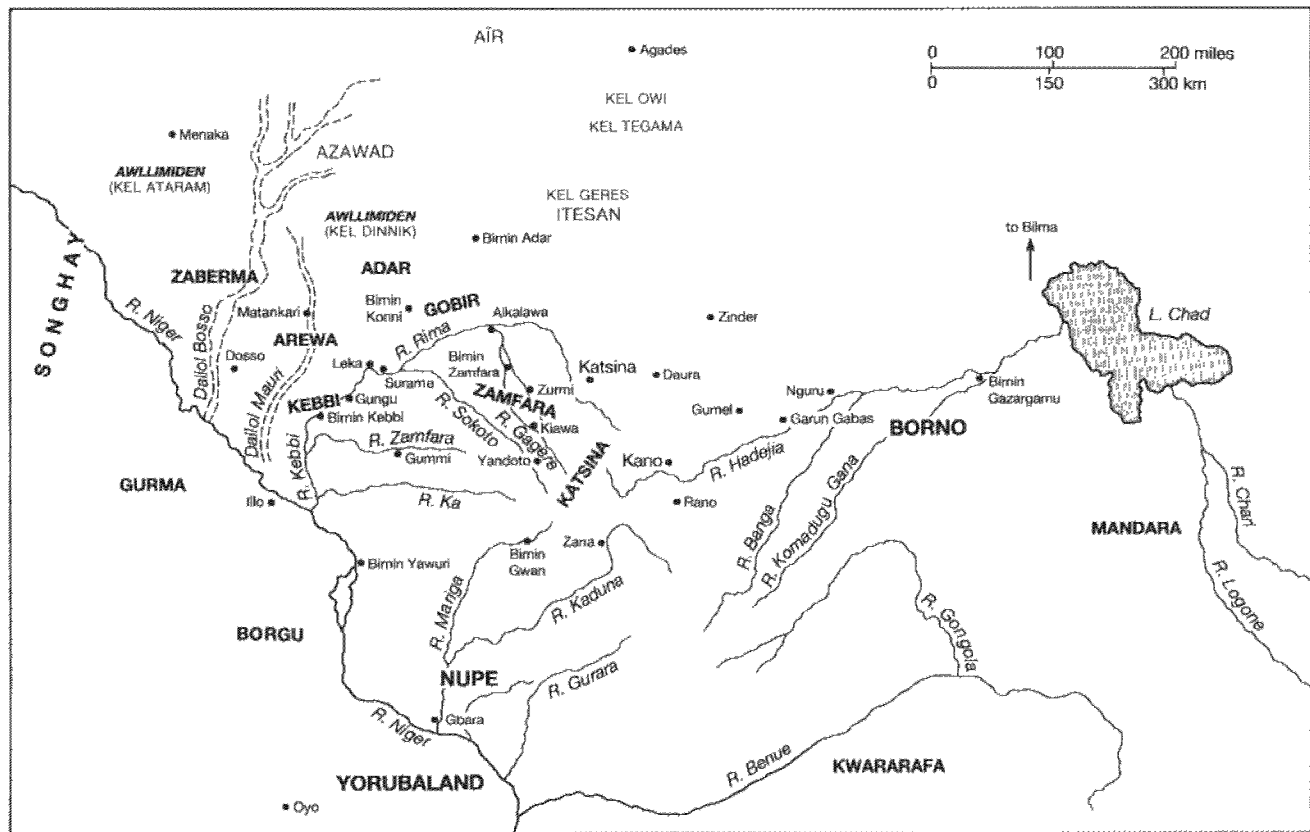 AÏR
Agades
0 100 200 miles
0 150 300 km
KEL OWI
KEL TEGAMA
Menaka
AZAWAD
AWLLIMIDEN
(KEL ATARAM)
KEL GERES
ITESAN
AWLLIMIDEN
(KEL DINNIK)
Birnin Adar
to Bilma
SONGHAY
ZABERMA
ADAR
R. Niger
Birnin
Konni
GOBIR
Alkalawa
Zinder
L. Chad
Matankari
AREWA
R. Rima
Dallol Bosso
Dosso
Leka
Surame
Birnin
Zamfara
Katsina
Daura
Dallol Mauri
KEBBI
Gungu
Zurmi
ZAMFARA
Nguru
Birnin
Gazargamu
Birnin Kebbi
R. Sokoto
R. Gagere
Kiawa
Gumel
Garun Gabas
BORNO
R. Zamfara
Gummi
Yandoto
KATSINA
Kano
R. Hadejia
GURMA
R. Kebbi
Illo
R. Ka
Rano
R. Chari
R. Banga
R. Komadugu Gana
MANDARA
Birnin Yawuri
Birnin
Gwari
Zaria
R. Logone
R. Mariga
R. Kaduna
R. Gongola
BORGU
NUPE
R. Gurara
R. Niger
Gbara
R. Benue
KWARARAFA
YORUBALAND
Oyo